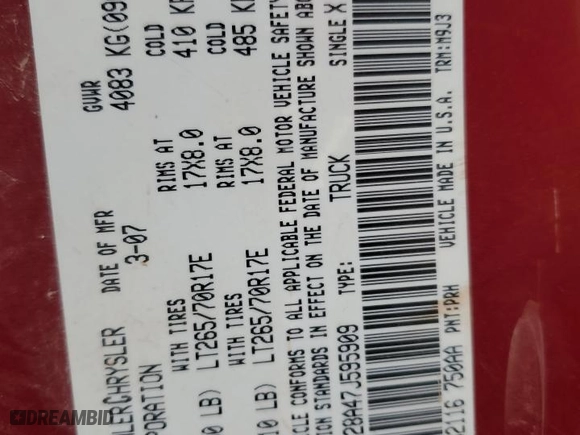 LERCHRYSLER DATE OF MFR GVWR
PORATION 3-07 4083 KG(09
WITH TIRES RIMS AT COLD
0 LB) LT265/70R17E 17X8.0 410 KP
WITH TIRES RIMS AT COLD
10 LB) LT265/70R17E 17X8.0 485 KP
ICLE CONFORMS TO ALL APPLICABLE FEDERAL MOTOR VEHICLE SAFETY
ION STANDARDS IN EFFECT ON THE DATE OF MANUFACTURE SHOWN ABO
28A47J595909 TYPE: TRUCK SINGLE X
2116 750AA PNT:PRH VEHICLE MADE IN U.S.A. TRM:M9J3
DREAMBID